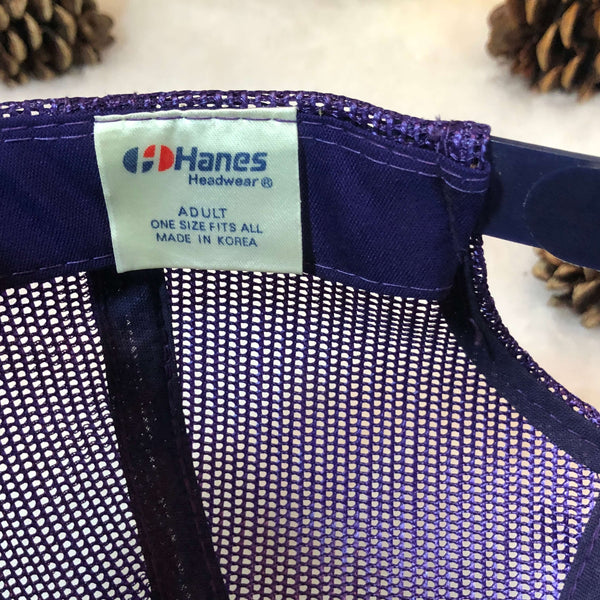 Hanes
Headwear®
ADULT
ONE SIZE FITS ALL
MADE IN KOREA